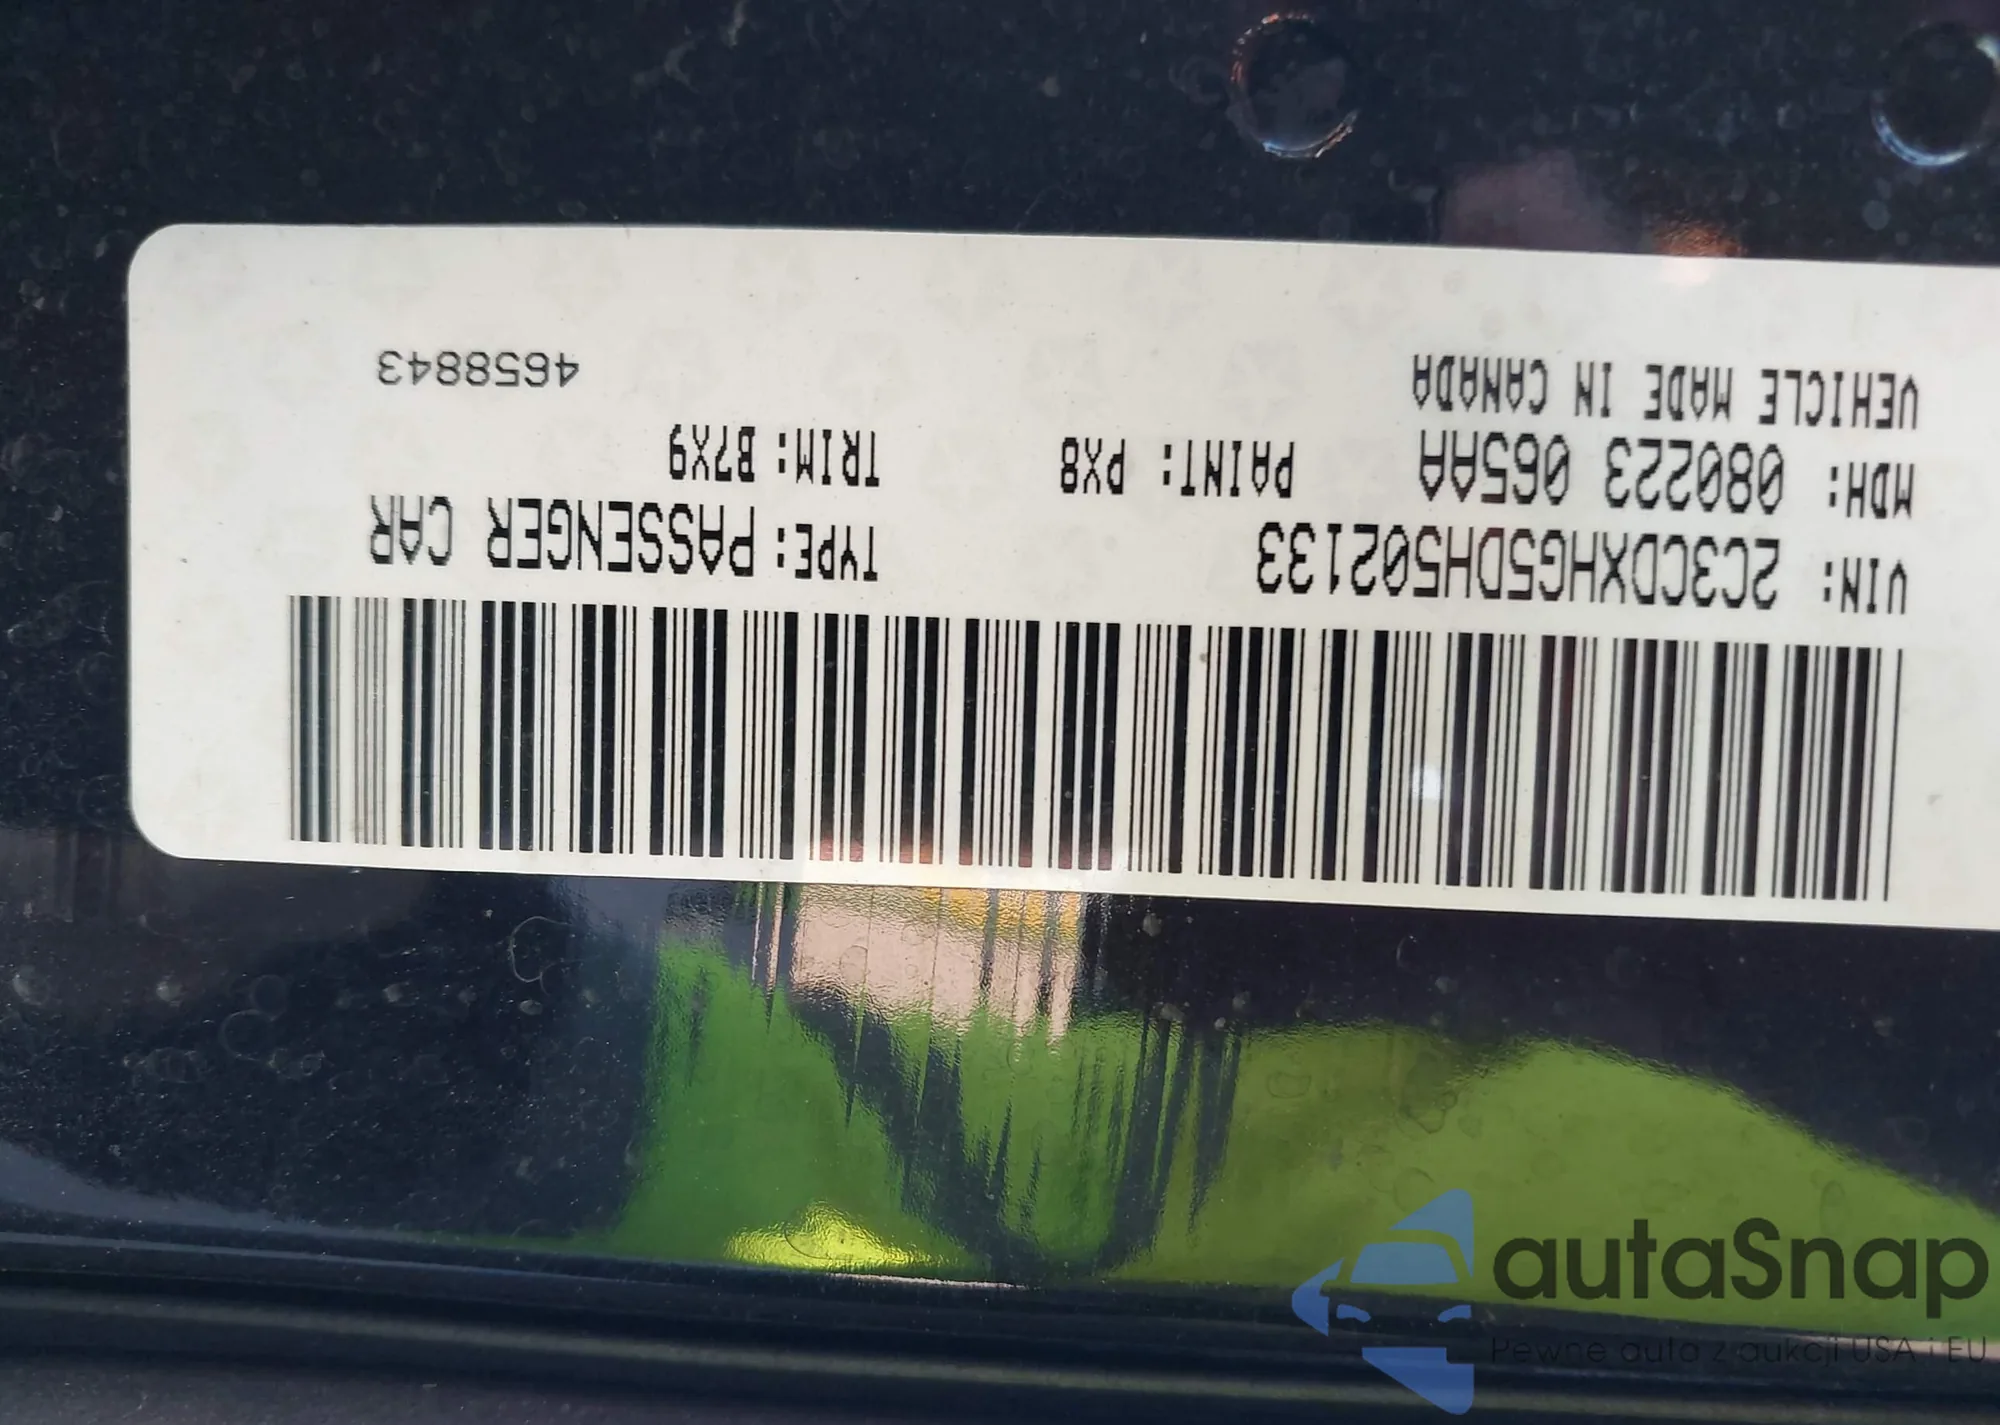 VIN: 2C3CDXHG5DH502133 TYPE: PASSENGER CAR
MDH: 080223 065AA PAINT: PX8 TRIM: B7X9
VEHICLE MADE IN CANADA 4658843
autaSnap
Pewne auta z aukcji USA i EU